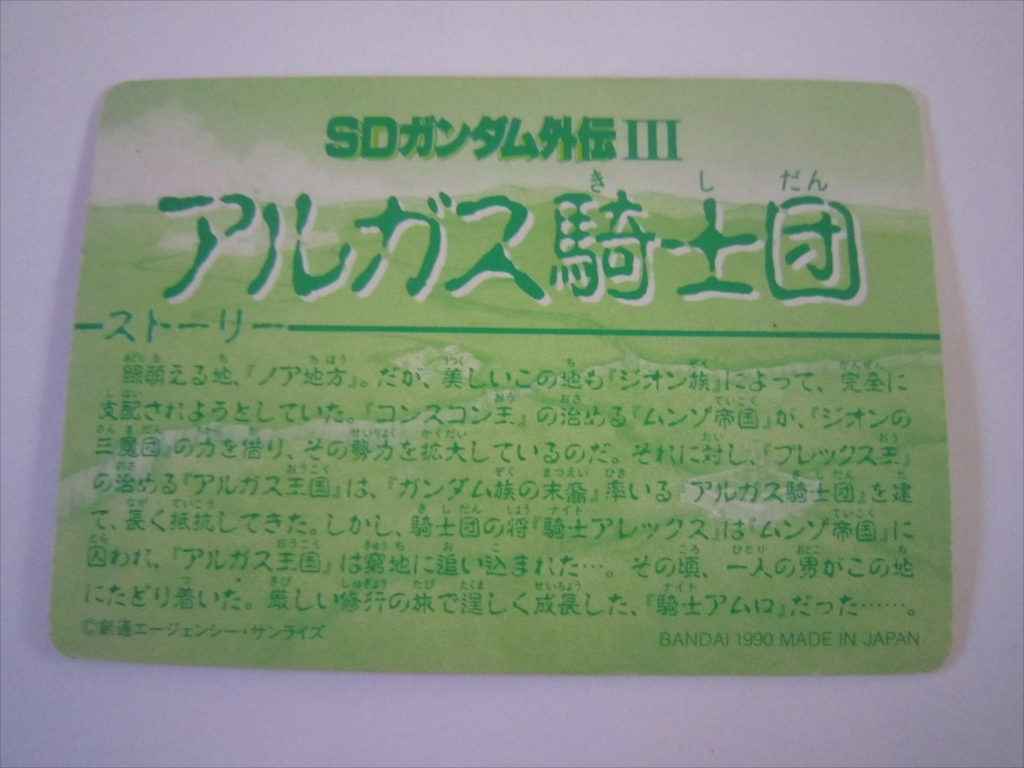 SDガンダム外伝III
き し だん
アルガス騎士団
ストーリー
緑萌える地、『ノア地方』。だが、美しいこの地も『ジオン族』によって、完全に
支配されようとしていた。『コンスコン王』の治める『ムンゾ帝国』が、『ジオンの
三魔団』の力を借り、その勢力を拡大しているのだ。それに対し、『ブレックス王』
の治める『アルガス王国』は、『ガンダム族の末裔』率いる『アルガス騎士団』を建
て、長く抵抗してきた。しかし、騎士団の将『騎士アレックス』は『ムンゾ帝国』に
囚われ、『アルガス王国』は窮地に追い込まれた…。その頃、一人の男がこの地
にたどり着いた。厳しい修行の旅で逞しく成長した、『騎士アムロ』だった……。
©創通エージェンシー・サンライズ
BANDAI 1990 MADE IN JAPAN